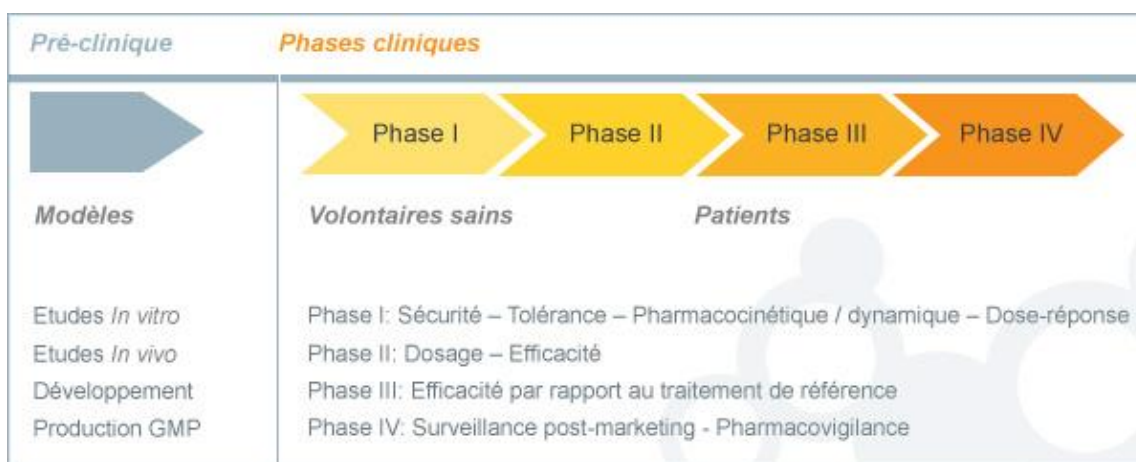 Pré-clinique
Phases cliniques
Phase I
Phase II
Phase III
Phase IV
Modèles
Volontaires sains
Patients
Etudes In vitro
Etudes In vivo
Développement
Production GMP
Phase I: Sécurité – Tolérance – Pharmacocinétique / dynamique – Dose-réponse
Phase II: Dosage – Efficacité
Phase III: Efficacité par rapport au traitement de référence
Phase IV: Surveillance post-marketing - Pharmacovigilance